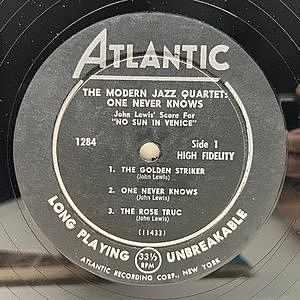 ATLANTIC
THE MODERN JAZZ QUARTET:
ONE NEVER KNOWS
John Lewis' Score For
"NO SUN IN VENICE"
1284
Side 1
HIGH FIDELITY
1. THE GOLDEN STRIKER
(John Lewis)
2. ONE NEVER KNOWS
(John Lewis)
3. THE ROSE TRUC
(John Lewis)
(11433)
LONG PLAYING 33⅓ RPM UNBREAKABLE
ATLANTIC RECORDING CORP., NEW YORK